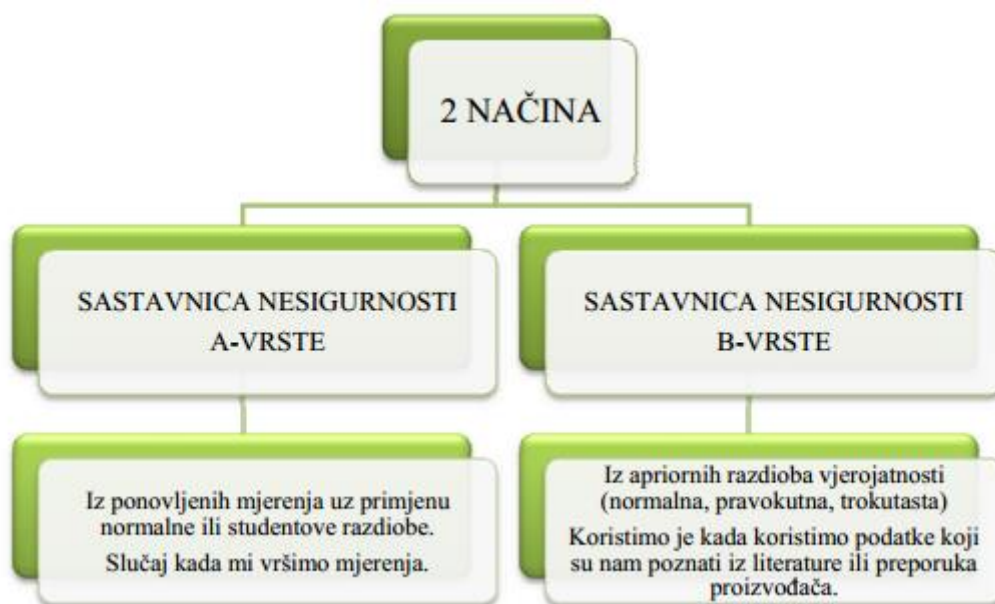 2 NAČINA
SASTAVNICA NESIGURNOSTI
A-VRSTE
SASTAVNICA NESIGURNOSTI
B-VRSTE
Iz ponovljenih mjerenja uz primjenu
normalne ili studentove razdiobe.
Slučaj kada mi vršimo mjerenja.
Iz apriornih razdioba vjerojatnosti
(normalna, pravokutna, trokutasta)
Koristimo je kada koristimo podatke koji
su nam poznati iz literature ili preporuka
proizvođača.